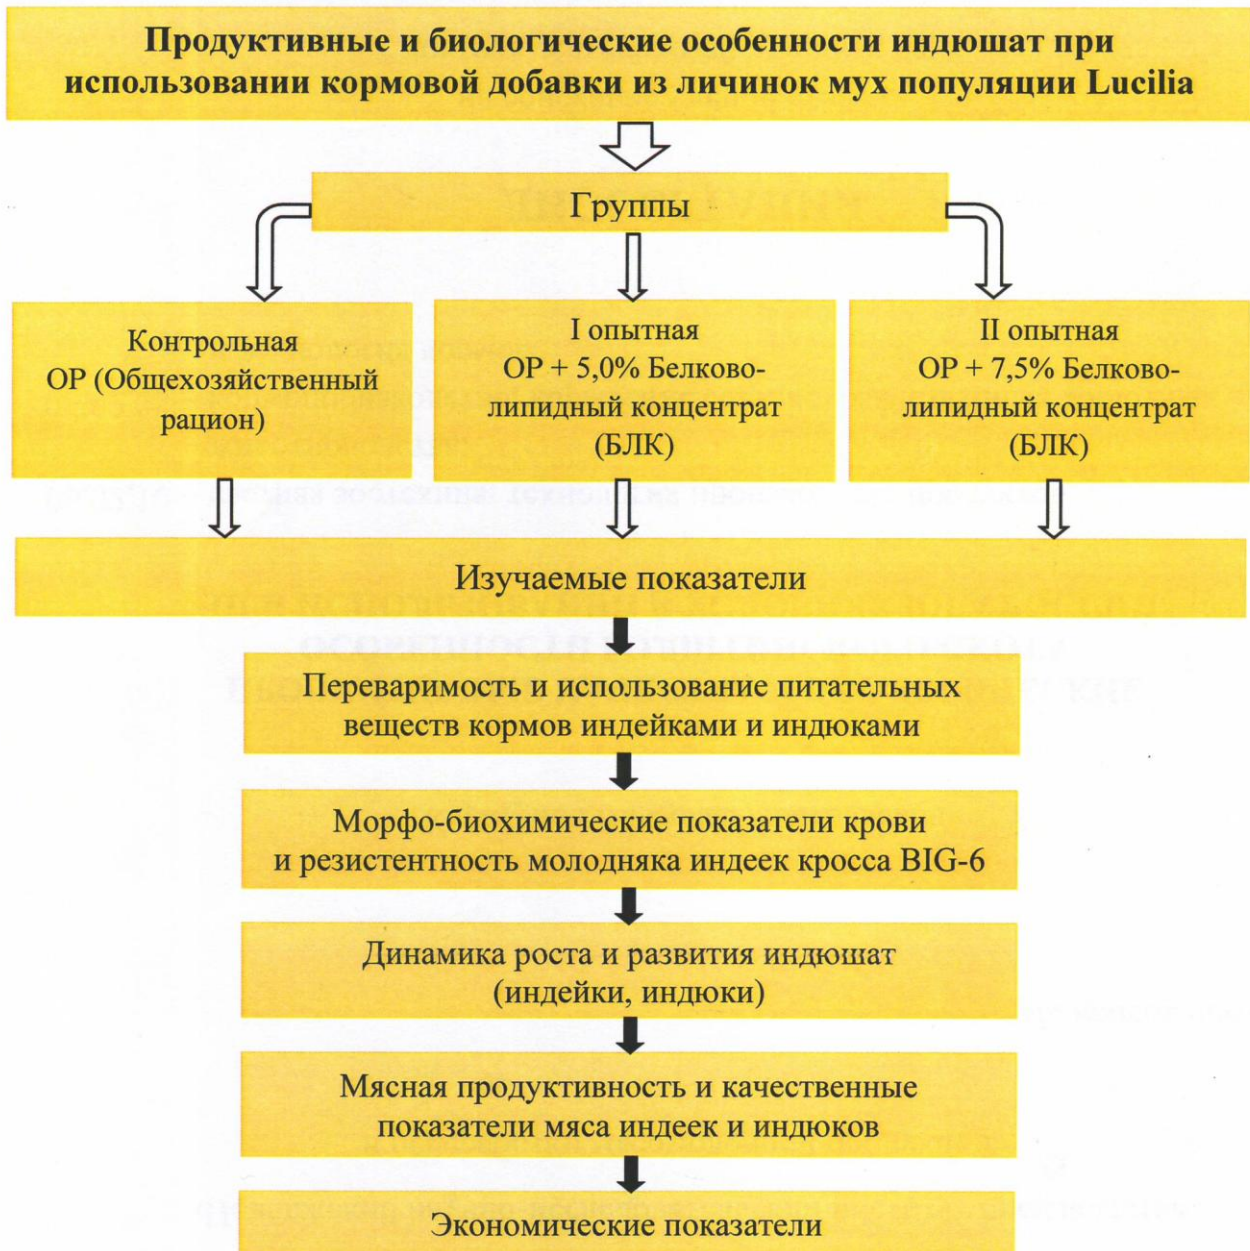 Продуктивные и биологические особенности индюшат при
использовании кормовой добавки из личинок мух популяции Lucilia
Группы
Контрольная
ОР (Общехозяйственный
рацион)
I опытная
ОР + 5,0% Белково-
липидный концентрат
(БЛК)
II опытная
ОР + 7,5% Белково-
липидный концентрат
(БЛК)
Изучаемые показатели
Переваримость и использование питательных
веществ кормов индейками и индюками
Морфо-биохимические показатели крови
и резистентность молодняка индеек кросса BIG-6
Динамика роста и развития индюшат
(индейки, индюки)
Мясная продуктивность и качественные
показатели мяса индеек и индюков
Экономические показатели